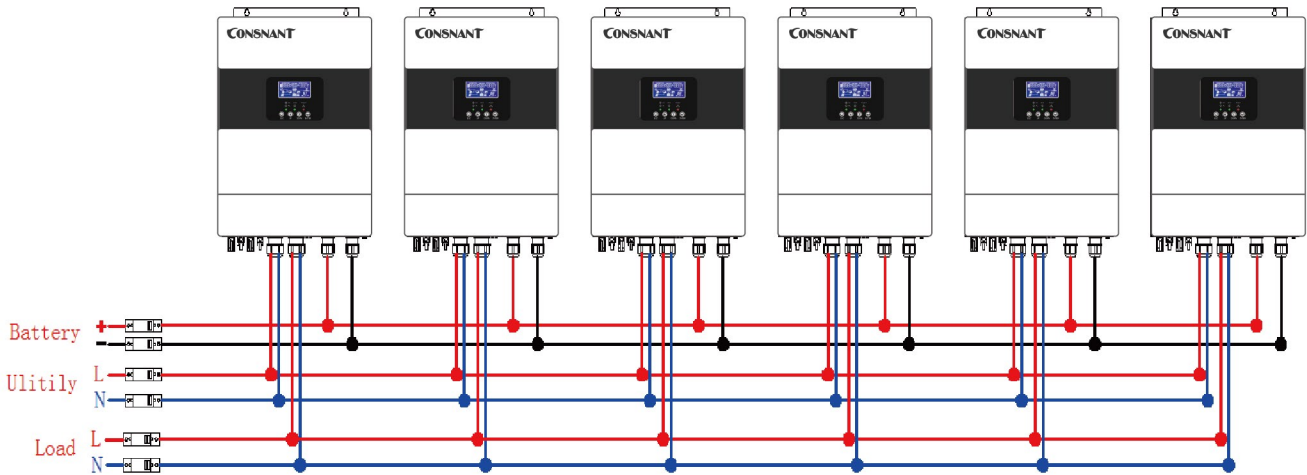 CONSNANT CONSNANT CONSNANT CONSNANT CONSNANT CONSNANT
Battery +
-
Ulitily L
N
Load L
N